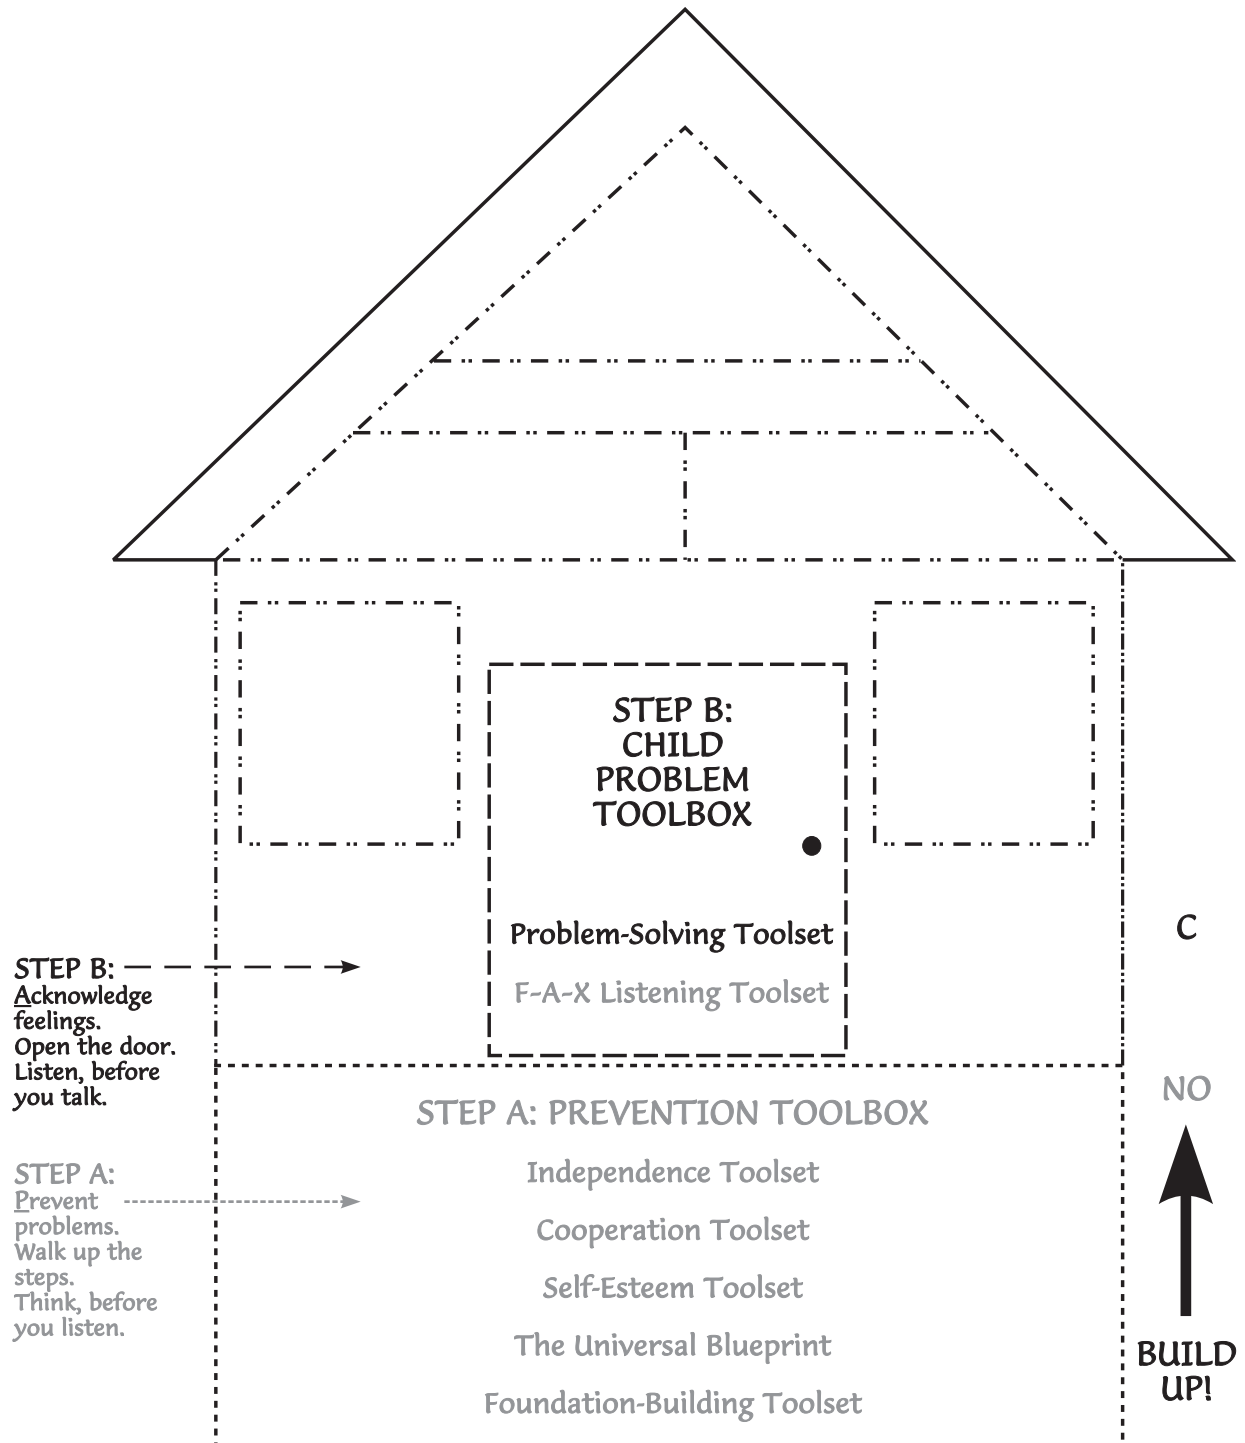 STEP B:
CHILD
PROBLEM
TOOLBOX
Problem-Solving Toolset
F-A-X Listening Toolset
C
STEP B:
Acknowledge
feelings.
Open the door.
Listen, before
you talk.
NO
STEP A: PREVENTION TOOLBOX
Independence Toolset
Cooperation Toolset
Self-Esteem Toolset
The Universal Blueprint
Foundation-Building Toolset
STEP A:
Prevent
problems.
Walk up the
steps.
Think, before
you listen.
BUILD
UP!